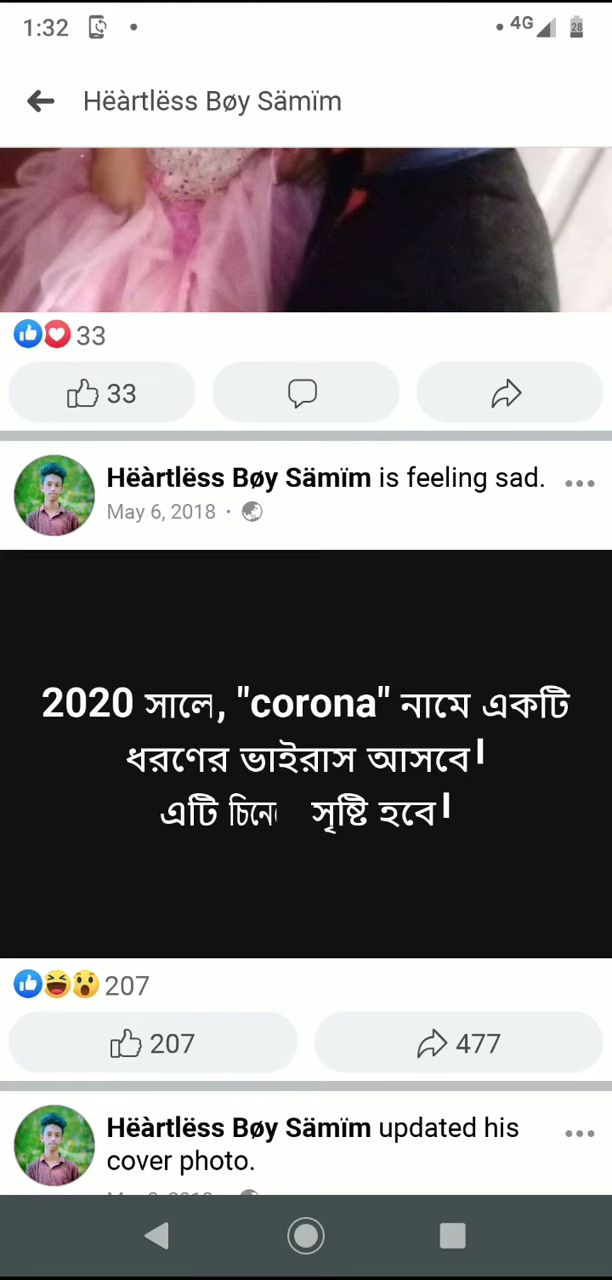 1:32
4G
28
Hëàrtlëss Bøy Sämïm
33
33
Hëàrtlëss Bøy Sämïm is feeling sad.
May 6, 2018
2020 সালে, "corona" নামে একটি
ধরণের ভাইরাস আসবে।
এটি সৃষ্টি হবে।
207
207
477
Hëàrtlëss Bøy Sämïm updated his
cover photo.